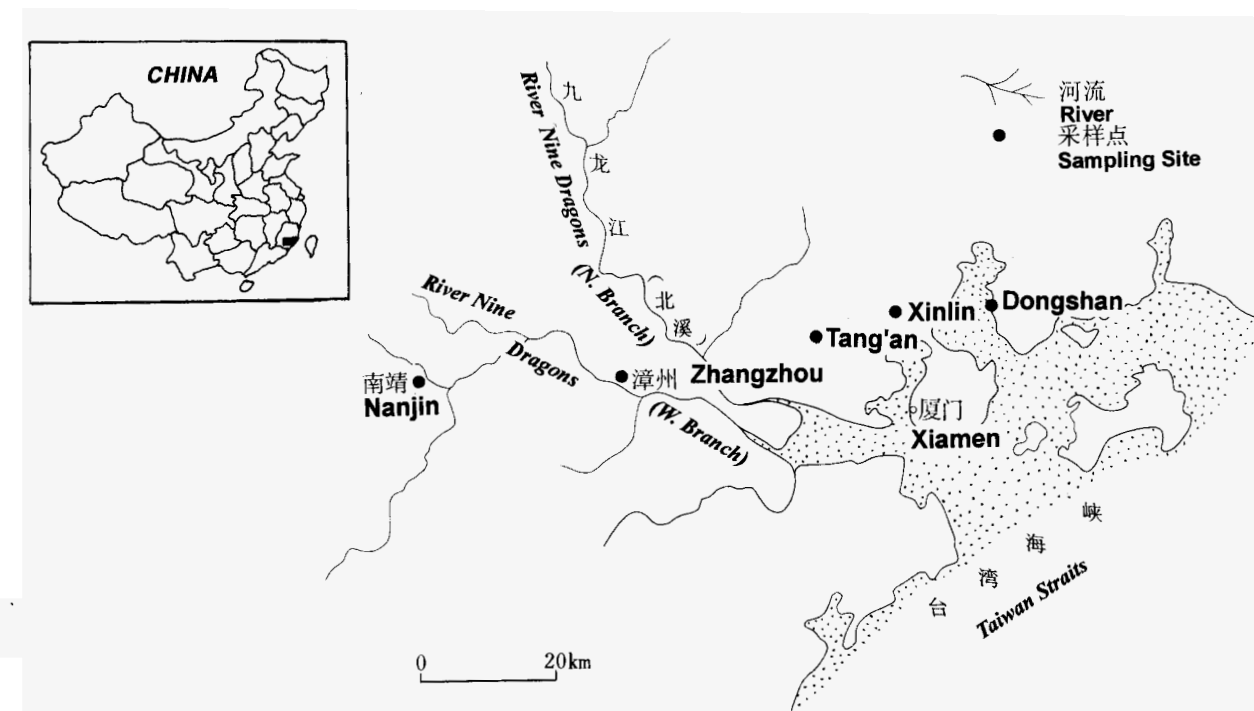 CHINA
河流
River
采样点
Sampling Site
九龙江(北溪)
River Nine Dragons (N. Branch)
River Nine Dragons (W. Branch)
南靖
Nanjin
漳州
Zhangzhou
Tang'an
Xinlin
Dongshan
厦门
Xiamen
台湾海峡
Taiwan Straits
0 20km